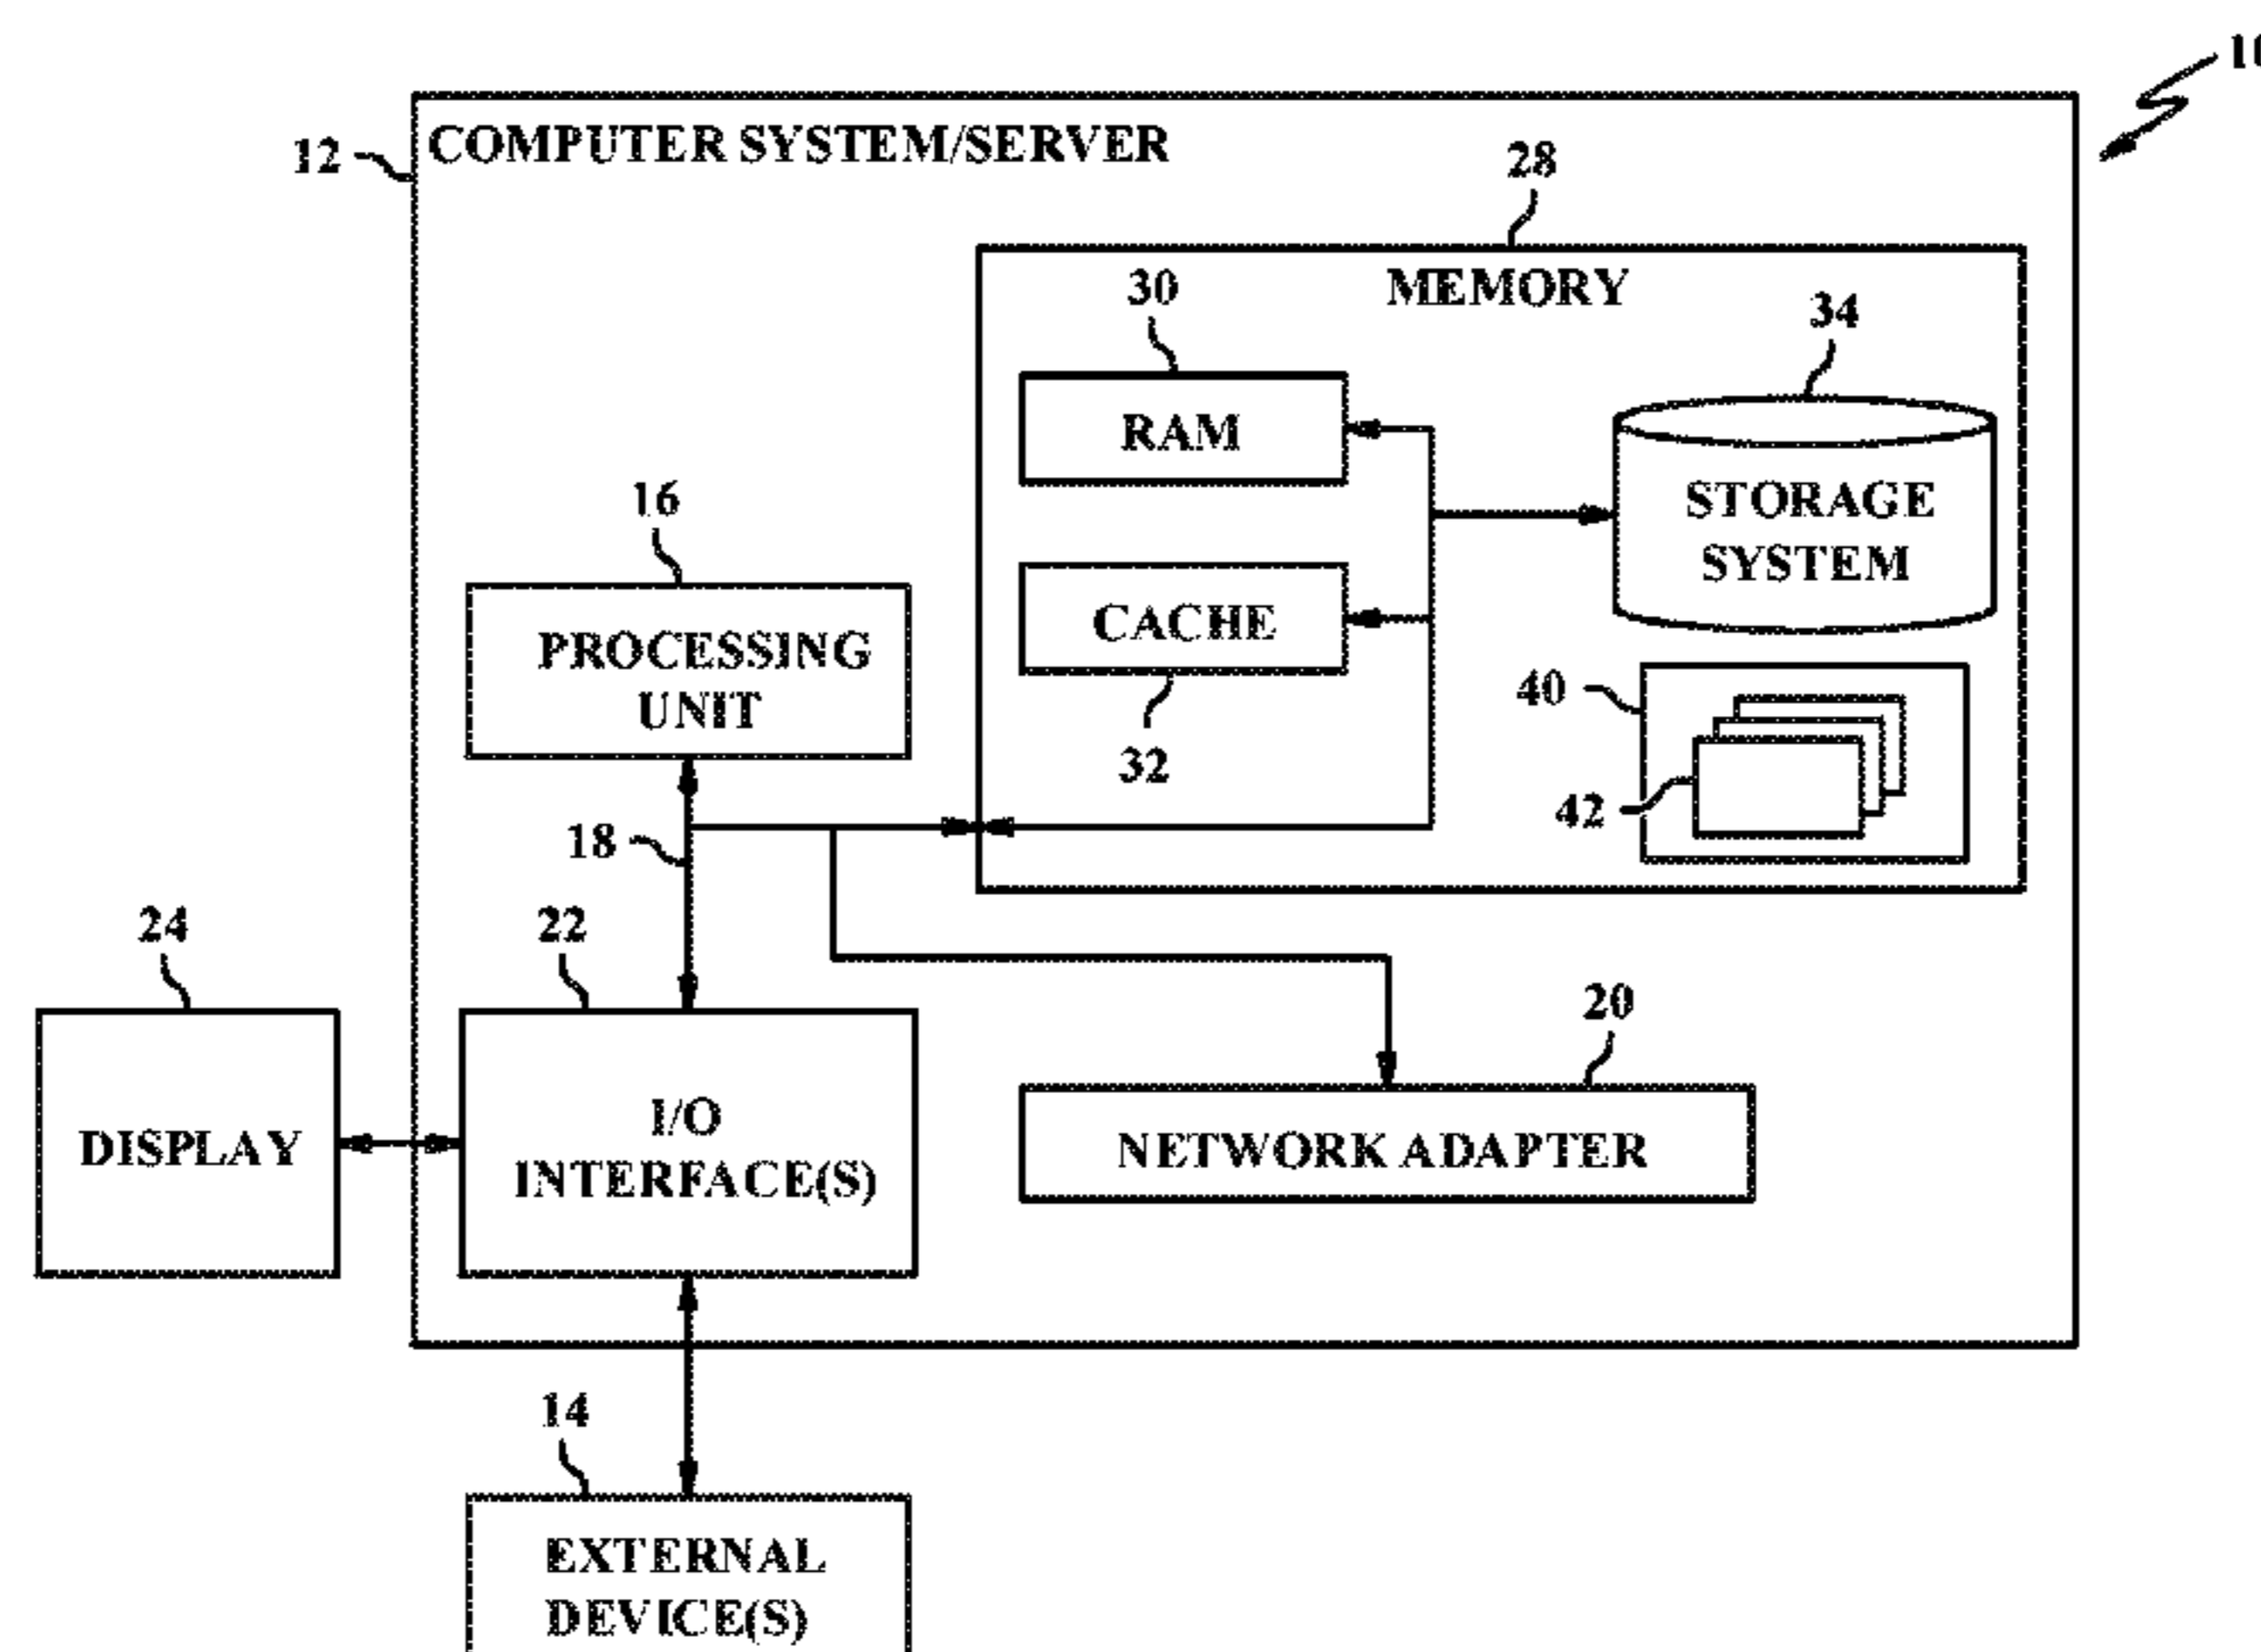 10
12
COMPUTER SYSTEM/SERVER
28
MEMORY
30
34
RAM
16
STORAGE
SYSTEM
CACHE
PROCESSING
UNIT
40
32
42
18
24
22
20
I/O
INTERFACE(S)
DISPLAY
NETWORK ADAPTER
14
EXTERNAL
DEVICE(S)